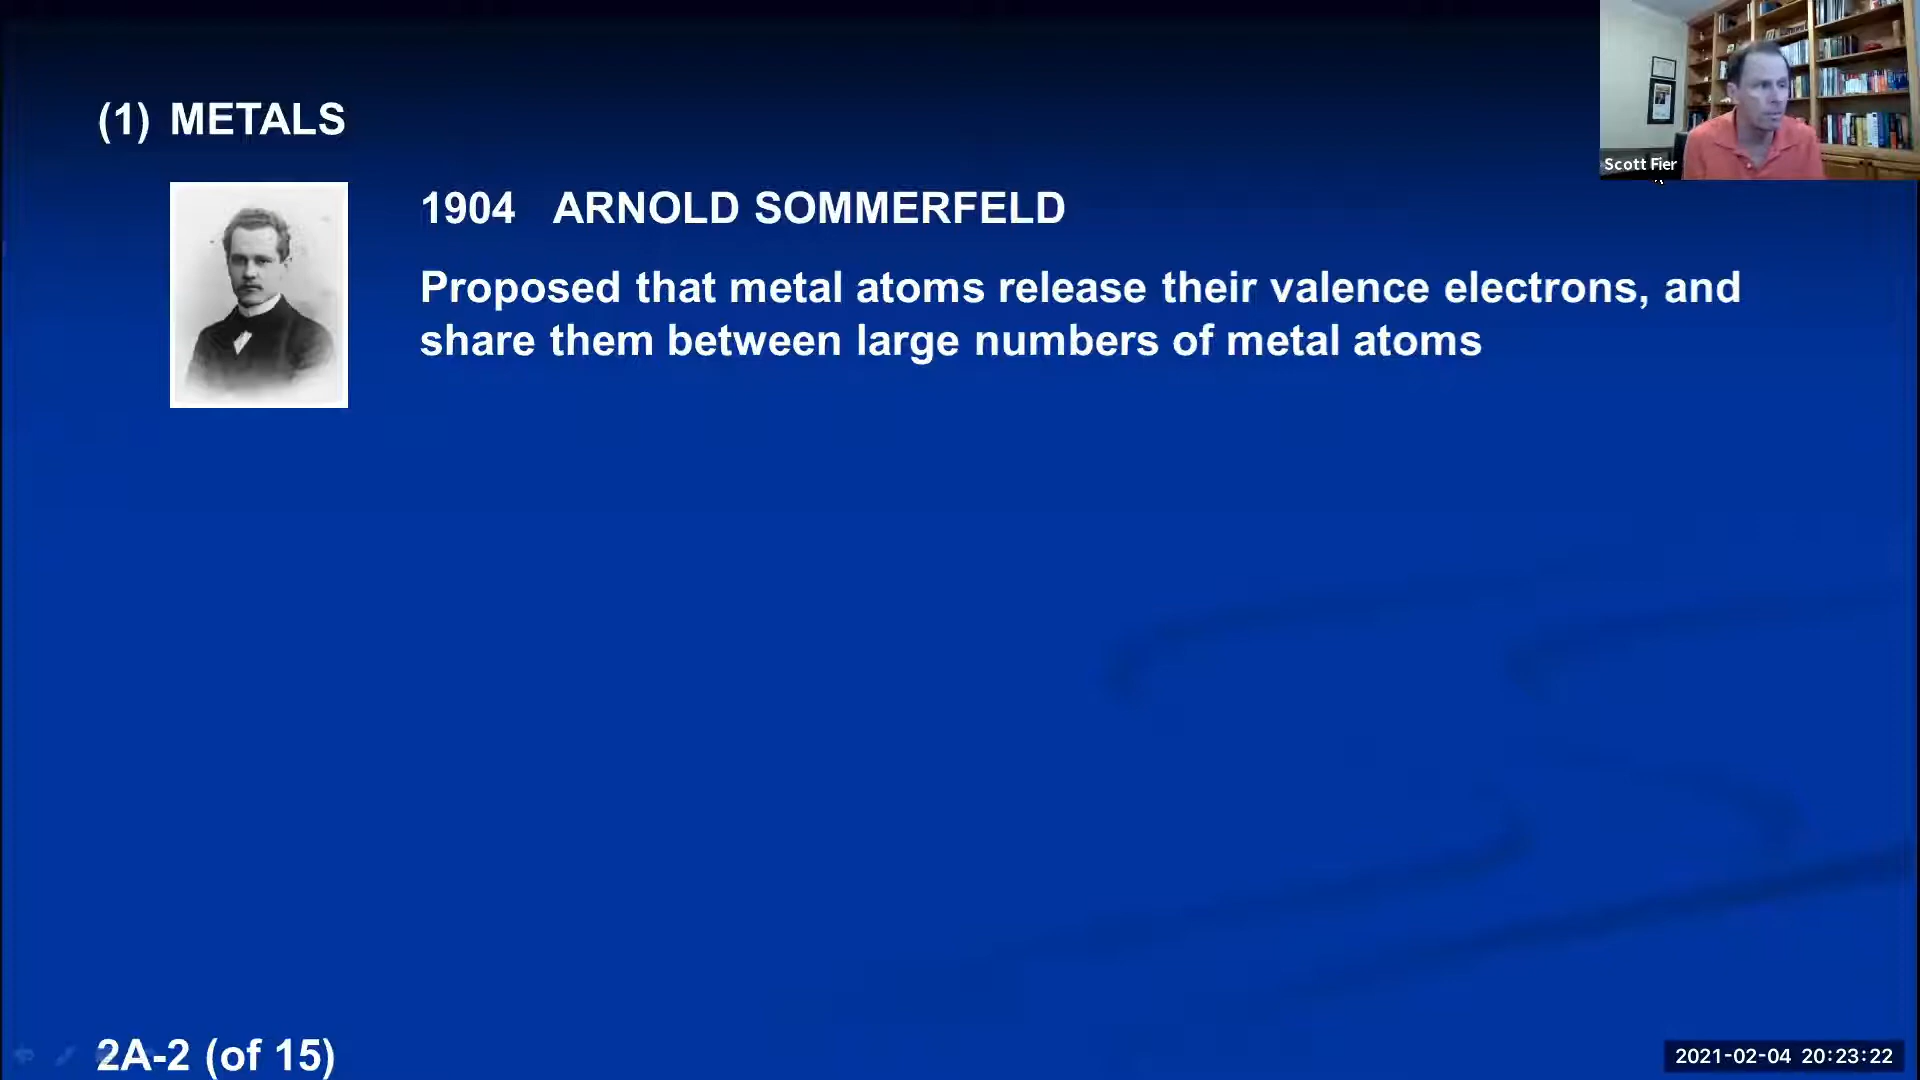 (1) METALS
Scott Fier
1904 ARNOLD SOMMERFELD
Proposed that metal atoms release their valence electrons, and
share them between large numbers of metal atoms
2A-2 (of 15)
2021-02-04 20:23:22